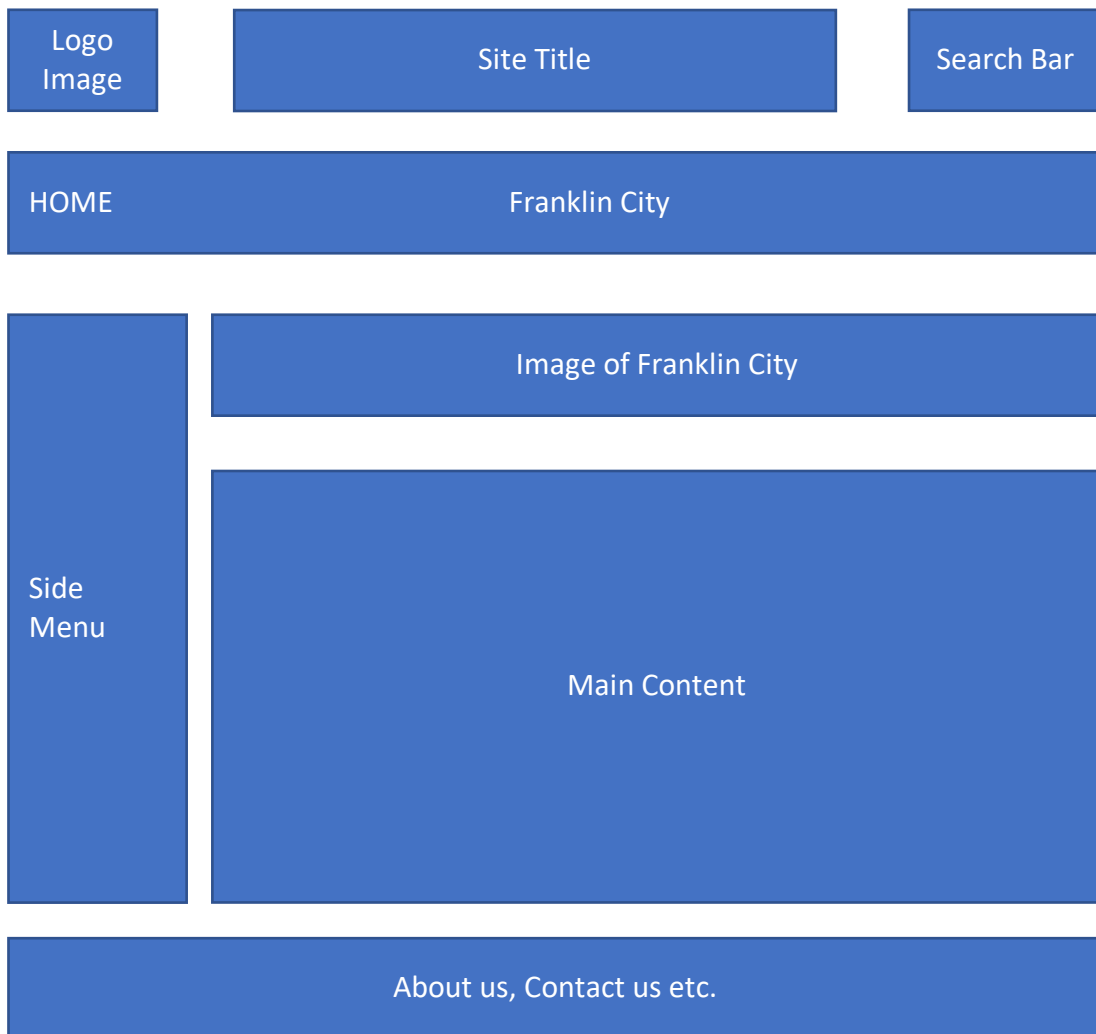 Logo
Image
Site Title
Search Bar
HOME
Franklin City
Image of Franklin City
Side
Menu
Main Content
About us, Contact us etc.